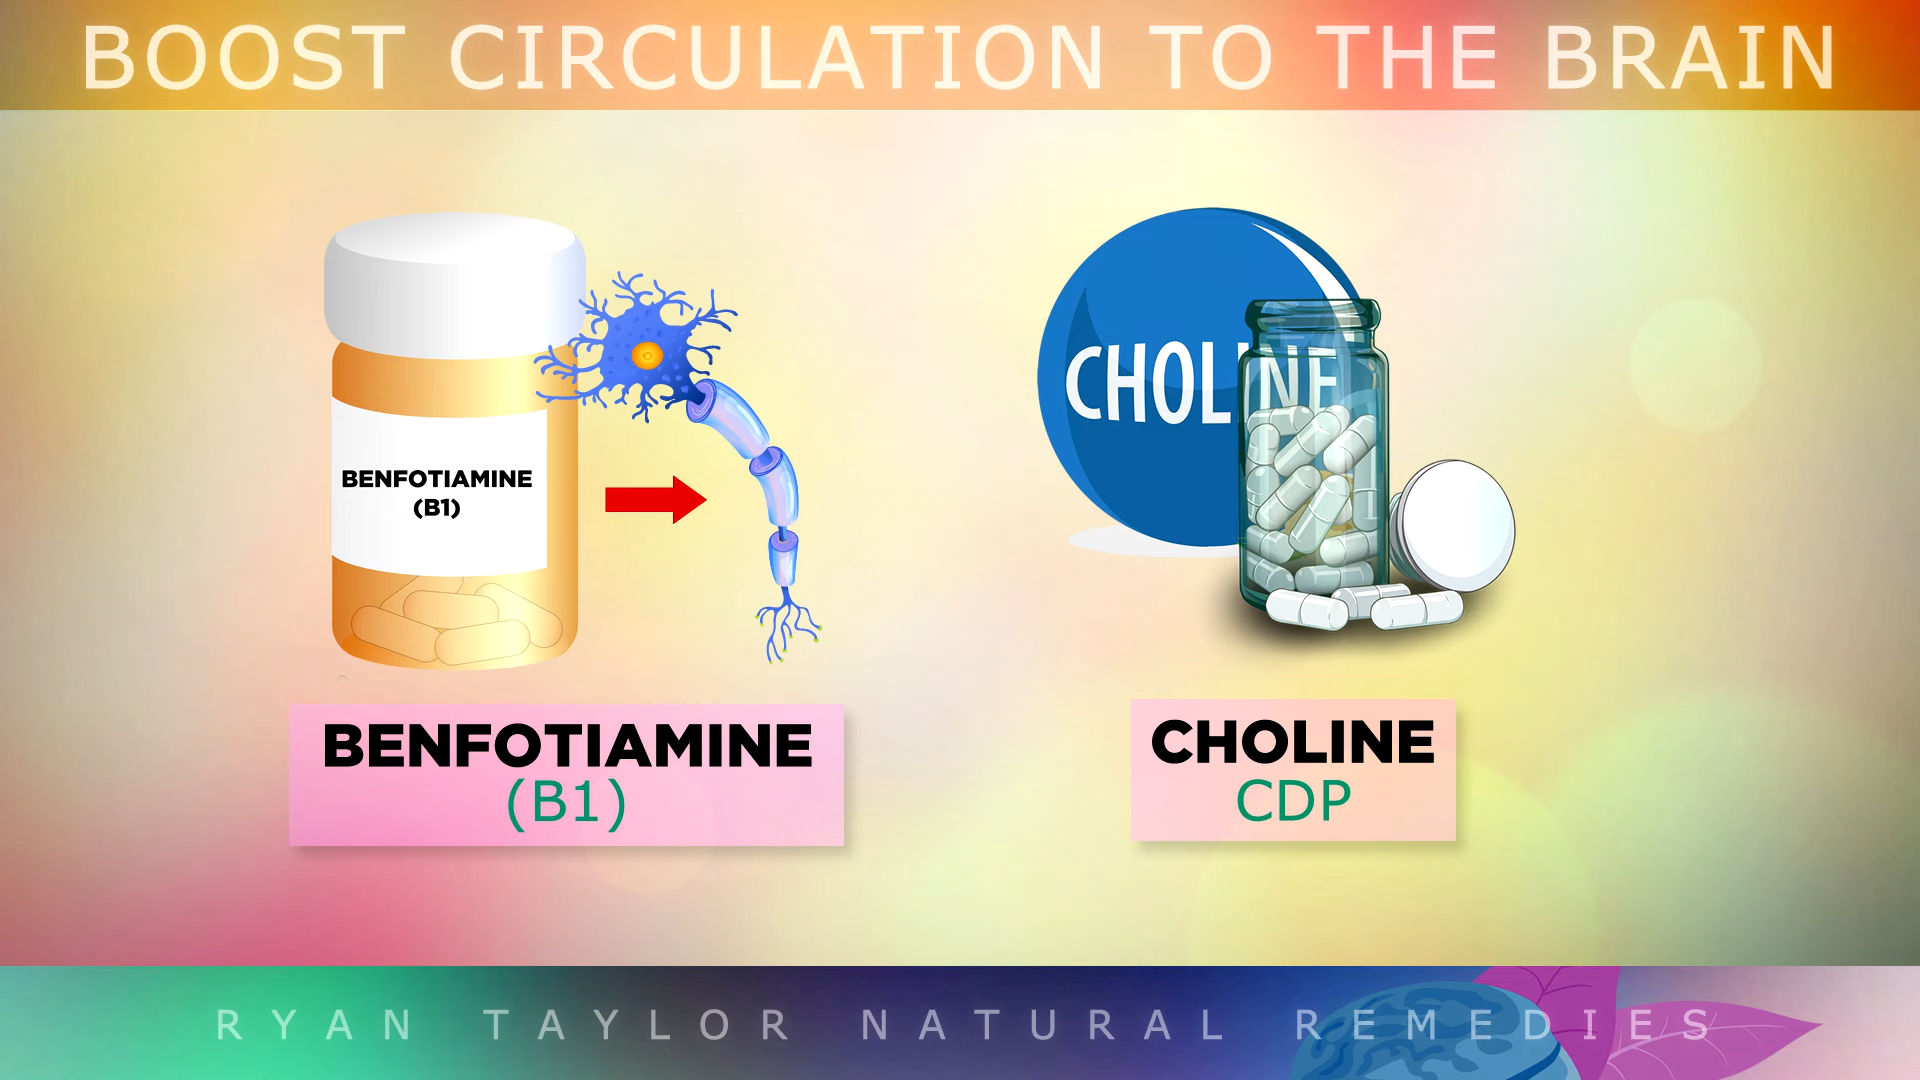 BOOST CIRCULATION TO THE BRAIN
BENFOTIAMINE
(B1)
CHOLINE
BENFOTIAMINE
(B1)
CHOLINE
CDP
RYAN TAYLOR NATURAL REMEDIES